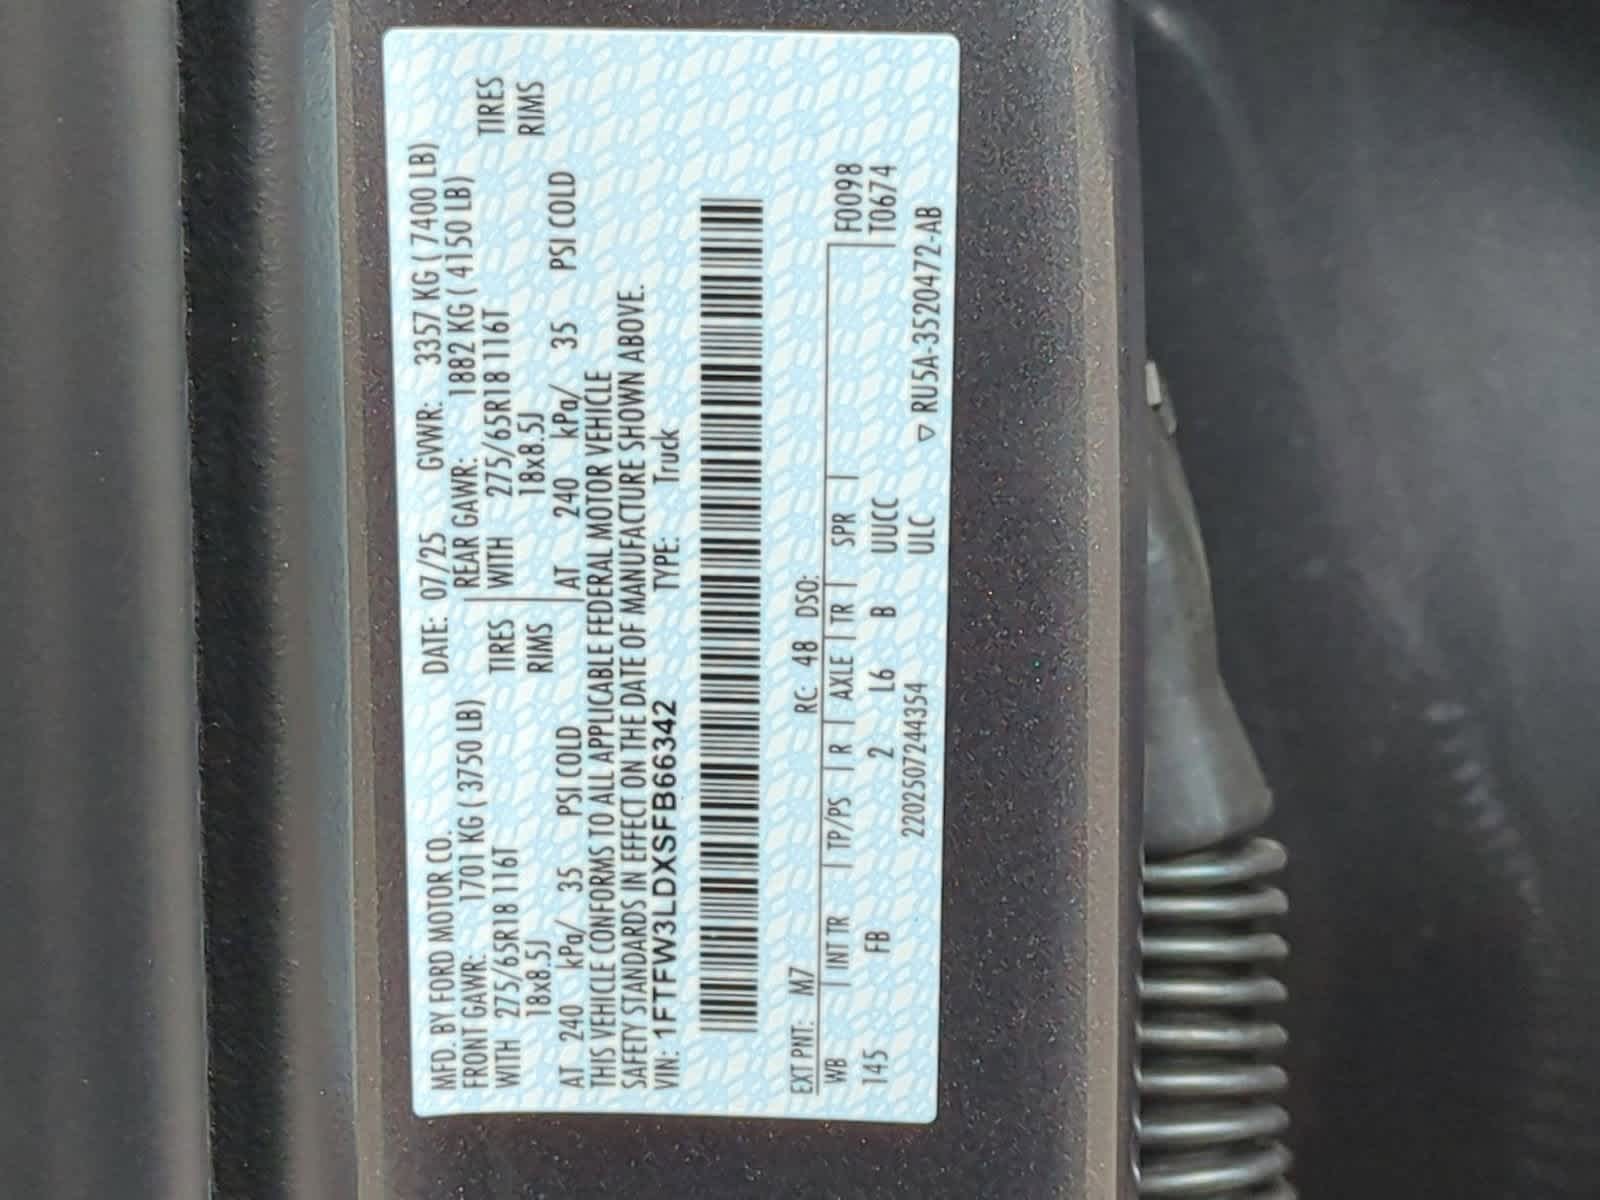 MFD. BY FORD MOTOR CO. DATE: 07/25 GVWR: 3357 KG ( 7400 LB)
FRONT GAWR: 1701 KG ( 3750 LB) REAR GAWR: 1882 KG ( 4150 LB)
WITH 275/65R18 116T TIRES WITH 275/65R18 116T TIRES
18x8.5J RIMS 18x8.5J RIMS
AT 240 kPa/ 35 PSI COLD AT 240 kPa/ 35 PSI COLD
THIS VEHICLE CONFORMS TO ALL APPLICABLE FEDERAL MOTOR VEHICLE
SAFETY STANDARDS IN EFFECT ON THE DATE OF MANUFACTURE SHOWN ABOVE.
VIN: 1FTFW3LDXSFB66342 TYPE: Truck
EXT PNT: M7 RC: 48 DSO:
WB | INT TR | TP/PS | R | AXLE | TR | SPR | F0098
145 FB 2 L6 B UUCC T0674
220250724354 ULC ▽ RU5A-3520472-AB